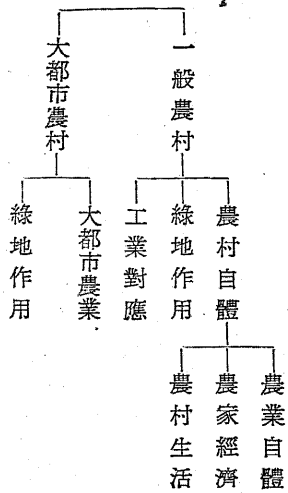 一般農村
農村自體
農業自體
農家經濟
農村生活
綠地作用
工業對應
大都市農村
大都市農業
綠地作用